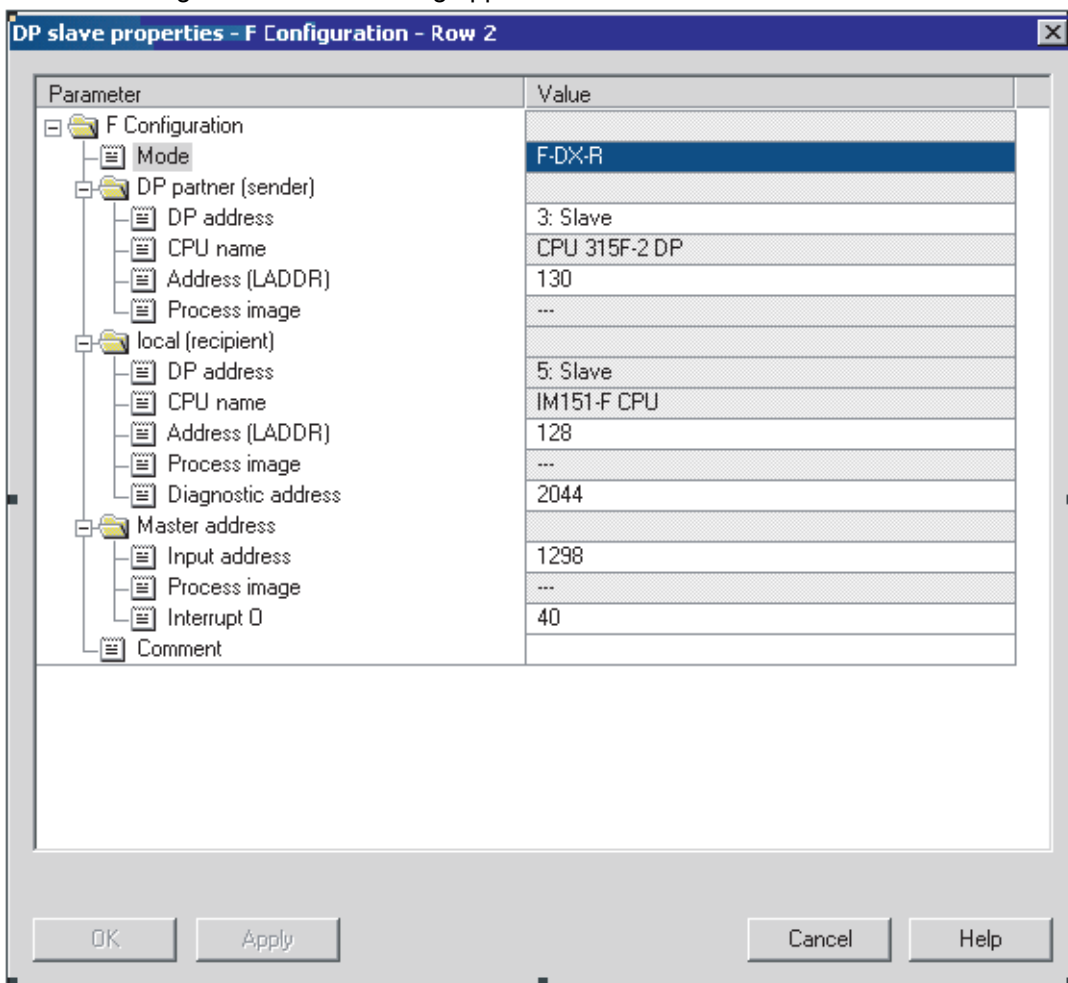 DP slave properties - F Configuration - Row 2
Parameter Value
F Configuration
Mode F-DX-R
DP partner (sender)
DP address 3: Slave
CPU name CPU 315F-2 DP
Address (LADDR) 130
Process image ---
local (recipient)
DP address 5: Slave
CPU name IM151-F CPU
Address (LADDR) 128
Process image ---
Diagnostic address 2044
Master address
Input address 1298
Process image ---
Interrupt O 40
Comment
OK Apply Cancel Help